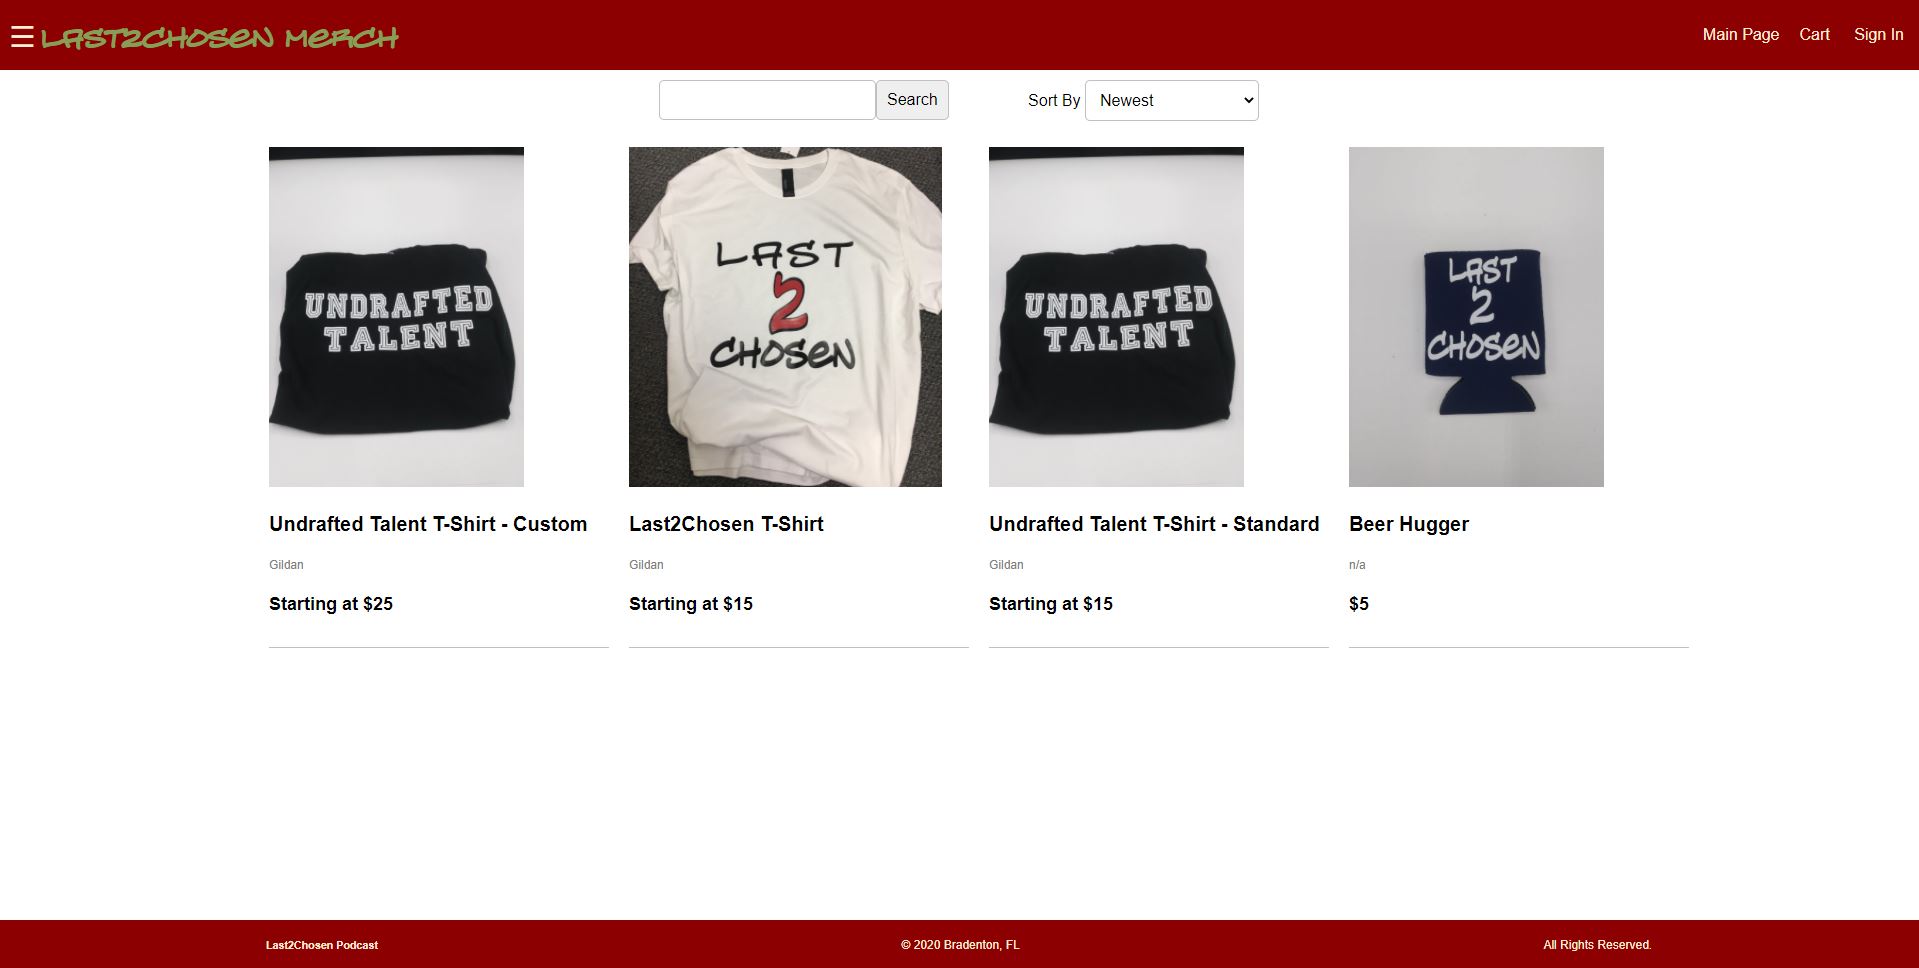 ☰ LAST2CHOSEN MERCH
Main Page Cart Sign In
Search Sort By Newest
UNDRAFTED
TALENT
LAST
2
CHOSEN
UNDRAFTED
TALENT
LAST
2
CHOSEN
Undrafted Talent T-Shirt - Custom
Gildan
Starting at $25
Last2Chosen T-Shirt
Gildan
Starting at $15
Undrafted Talent T-Shirt - Standard
Gildan
Starting at $15
Beer Hugger
n/a
$5
Last2Chosen Podcast
© 2020 Bradenton, FL
All Rights Reserved.